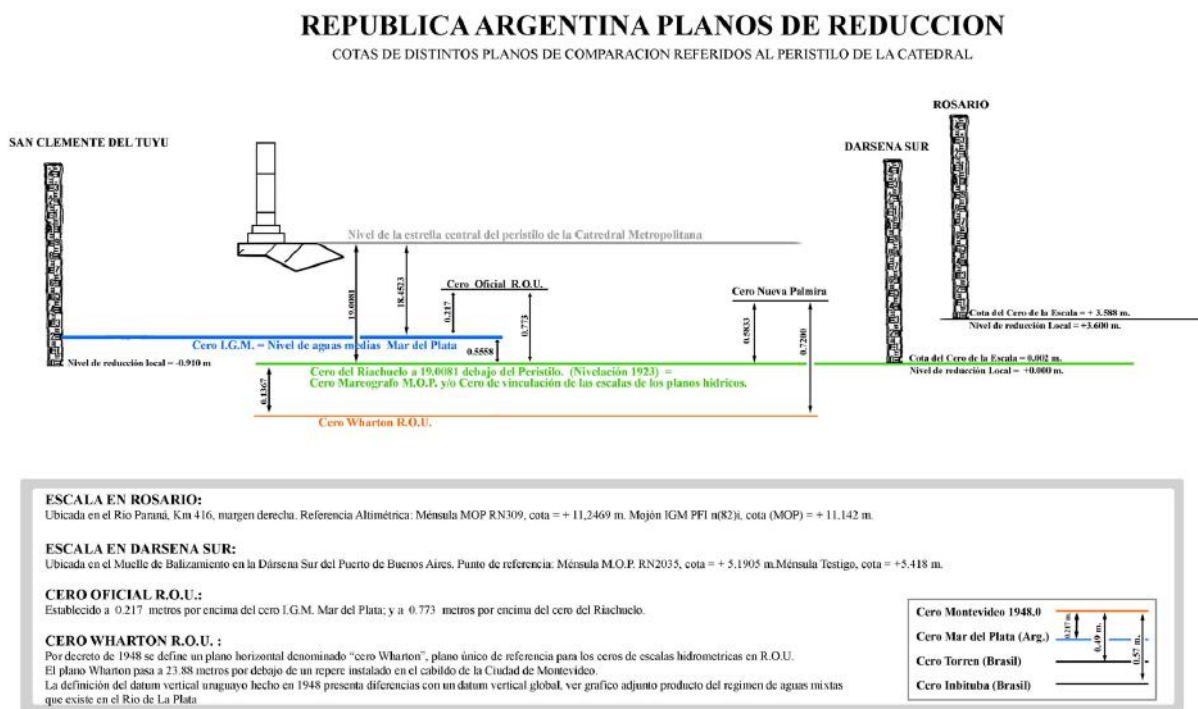 REPUBLICA ARGENTINA PLANOS DE REDUCCION
COTAS DE DISTINTOS PLANOS DE COMPARACION REFERIDOS AL PERISTILO DE LA CATEDRAL
ROSARIO
SAN CLEMENTE DEL TUYU
DARSENA SUR
Nivel de la estrella central del peristilo de la Catredral Metropolitana
19.0081
18.4523
Cero Oficial R.O.U.
0.217
0.773
Cero Nueva Palmira
0.5833
0.7200
Cota del Cero de la Escala = + 3.588 m.
Nivel de reducción Local = +3.600 m.
Cero I.G.M. = Nivel de aguas medias Mar del Plata
0.5558
Nivel de reducción local = -0.910 m
Cota del Cero de la Escala = 0.002 m.
Nivel de reducción Local = +0.000 m.
Cero del Riachuelo a 19.0081 debajo del Peristilo. (Nivelación 1923) =
Cero Mareografo M.O.P. y/o Cero de vinculación de las escalas de los planos hídricos.
0.1367
Cero Wharton R.O.U.
ESCALA EN ROSARIO:
Ubicada en el Rio Paraná, Km 416, margen derecha. Referencia Altimétrica: Ménsula MOP RN309, cota = + 11,2469 m. Mojón IGM PFI n(82)i, cota (MOP) = + 11.142 m.
ESCALA EN DARSENA SUR:
Ubicada en el Muelle de Balizamiento en la Dársena Sur del Puerto de Buenos Aires. Punto de referencia: Ménsula M.O.P. RN2035, cota = + 5.1905 m.Ménsula Testigo, cota = +5.418 m.
CERO OFICIAL R.O.U.:
Establecido a 0.217 metros por encima del cero I.G.M. Mar del Plata; y a 0.773 metros por encima del cero del Riachuelo.
CERO WHARTON R.O.U. :
Por decreto de 1948 se define un plano horizontal denominado “cero Wharton”, plano único de referencia para los ceros de escalas hidrometricas en R.O.U.
El plano Wharton pasa a 23.88 metros por debajo de un repere instalado en el cabildo de la Ciudad de Montevideo.
La definición del datum vertical uruguayo hecho en 1948 presenta diferencias con un datum vertical global, ver grafico adjunto producto del regimen de aguas mixtas
que existe en el Rio de La Plata
Cero Montevideo 1948.0
0.217 m.
0.49 m.
0.57 m.
Cero Mar del Plata (Arg.)
Cero Torren (Brasil)
Cero Inbituba (Brasil)